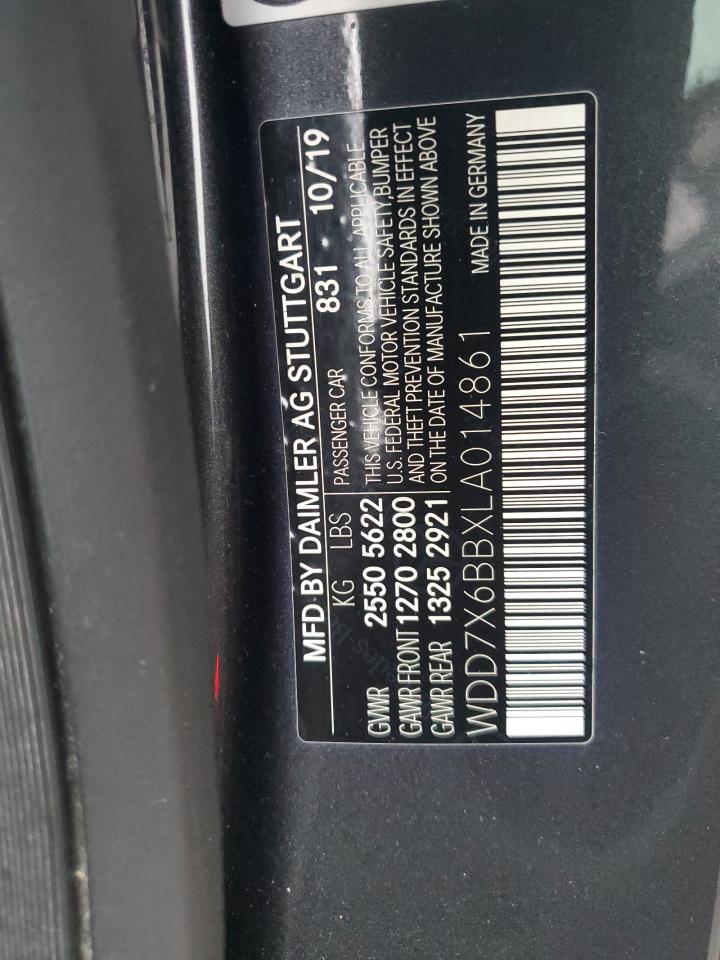 MFD BY DAIMLER AG STUTTGART 10/19
KG LBS PASSENGER CAR 831
GVWR 2550 5622 THIS VEHICLE CONFORMS TO ALL APPLICABLE
GAWR FRONT 1270 2800 U.S. FEDERAL MOTOR VEHICLE SAFETY BUMPER
GAWR REAR 1325 2921 AND THEFT PREVENTION STANDARDS IN EFFECT
ON THE DATE OF MANUFACTURE SHOWN ABOVE
WDD7X6BBXLA014861 MADE IN GERMANY